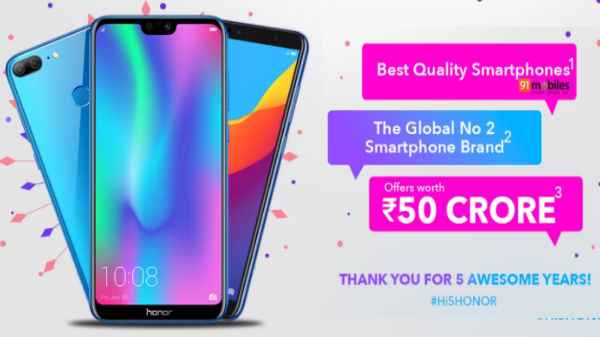 Best Quality Smartphones¹
91mobiles
The Global No 2
Smartphone Brand²
Offers worth
₹50 CRORE³
THANK YOU FOR 5 AWESOME YEARS!
#Hi5HONOR
10:08
honor